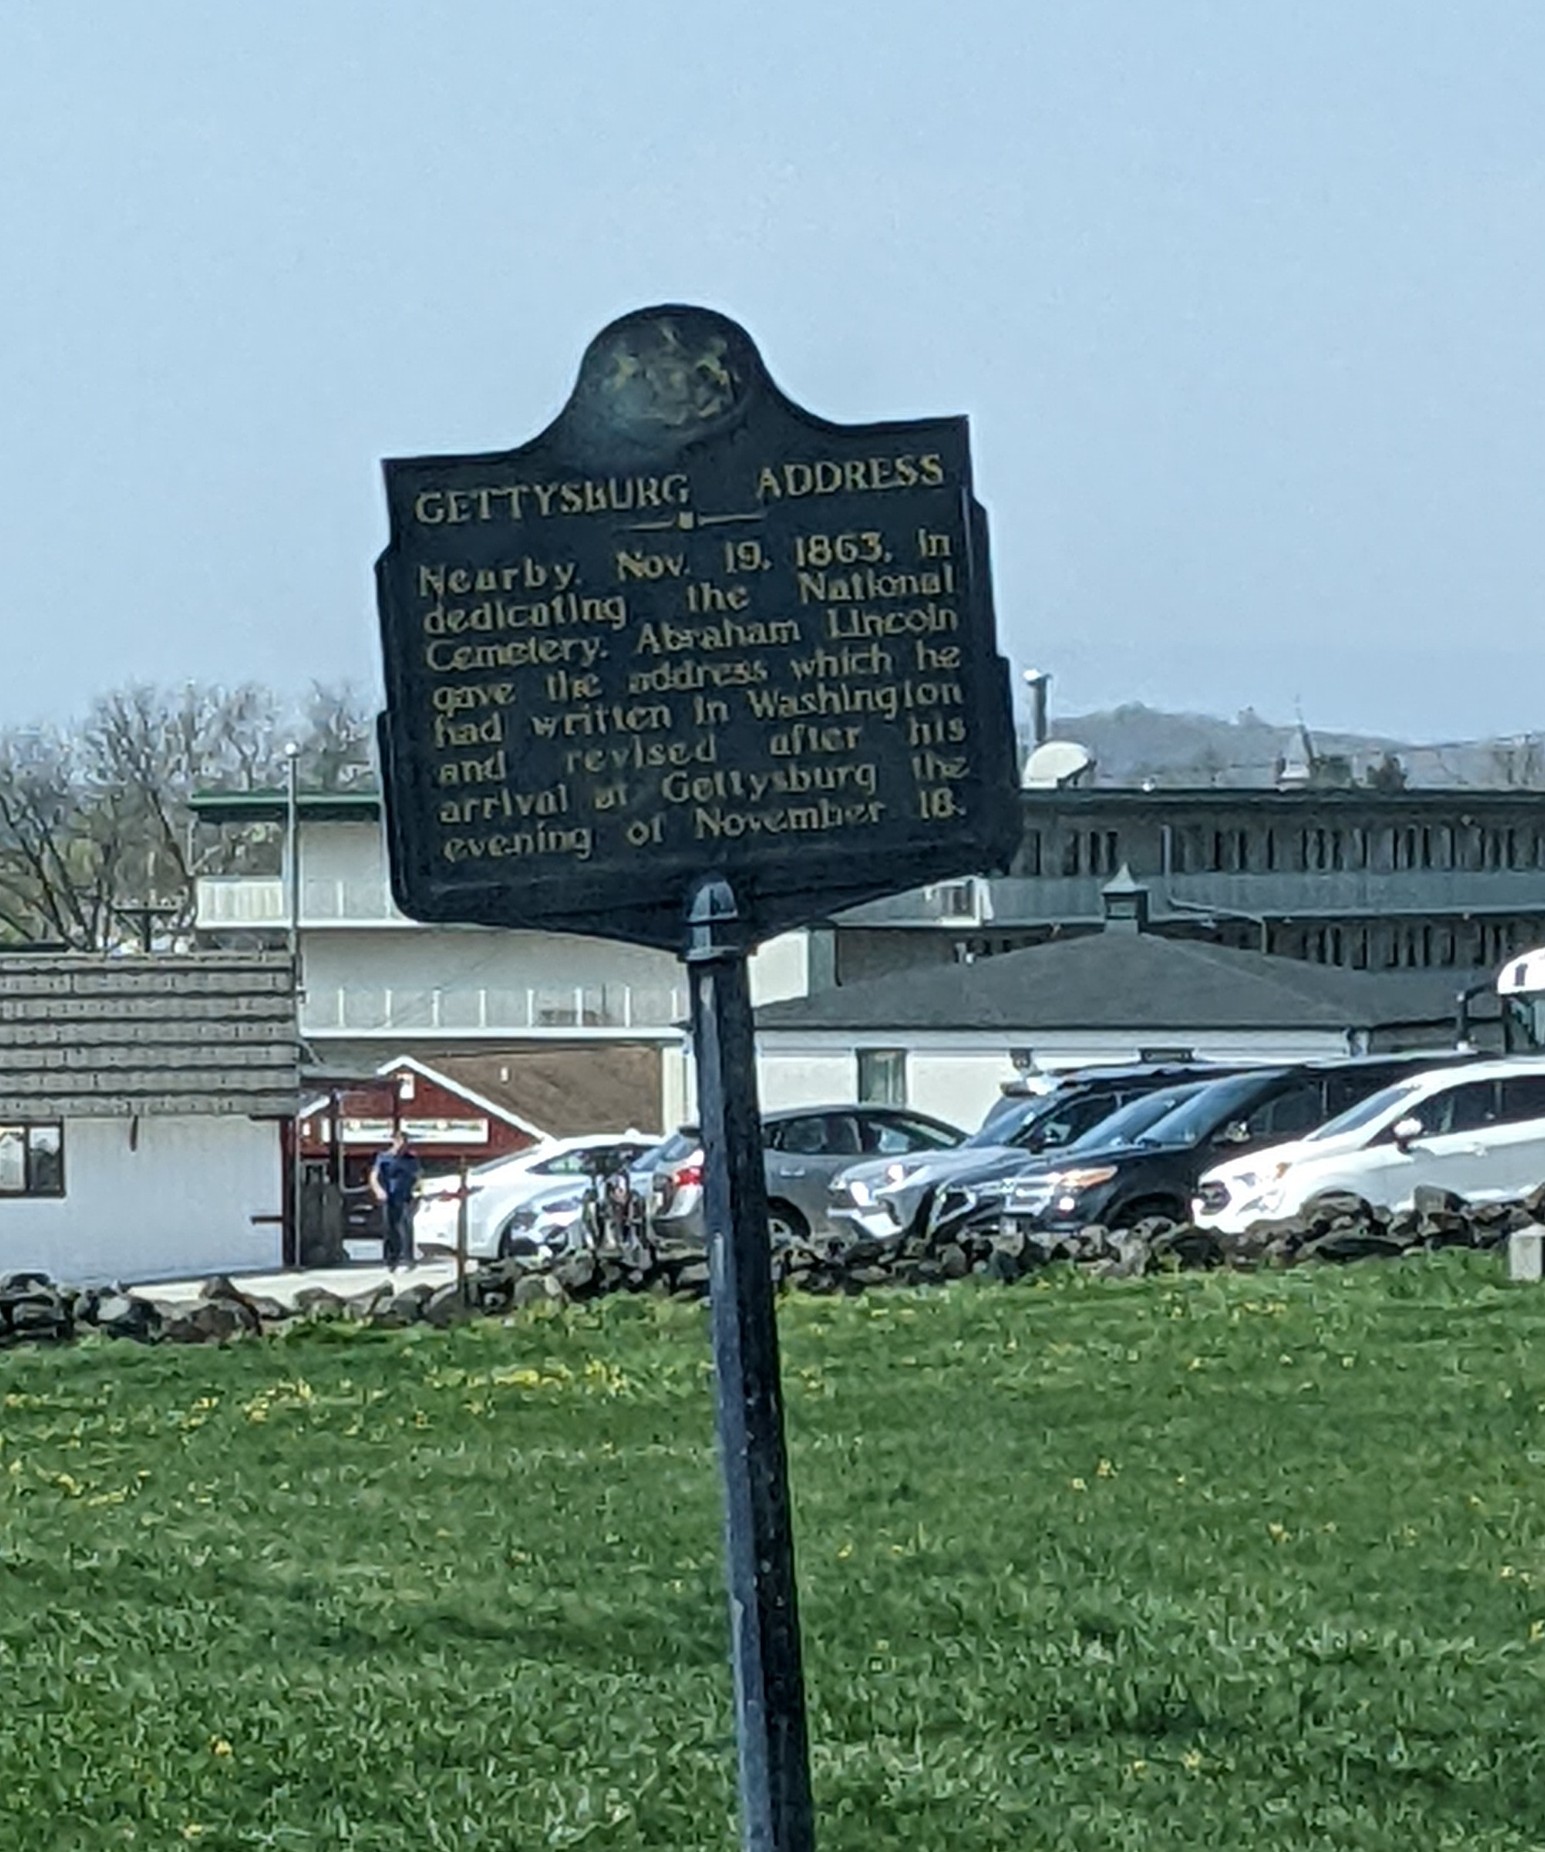 GETTYSBURG ADDRESS
Nearby, Nov. 19, 1863, in
dedicating the National
Cemetery, Abraham Lincoln
gave the address which he
had written in Washington
and revised after his
arrival at Gettysburg the
evening of November 18.